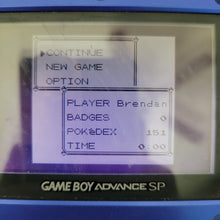 ▶CONTINUE
NEW GAME
OPTION
PLAYER Brendan
BADGES 0
POKéDEX 151
TIME 0:00
GAME BOY ADVANCE SP